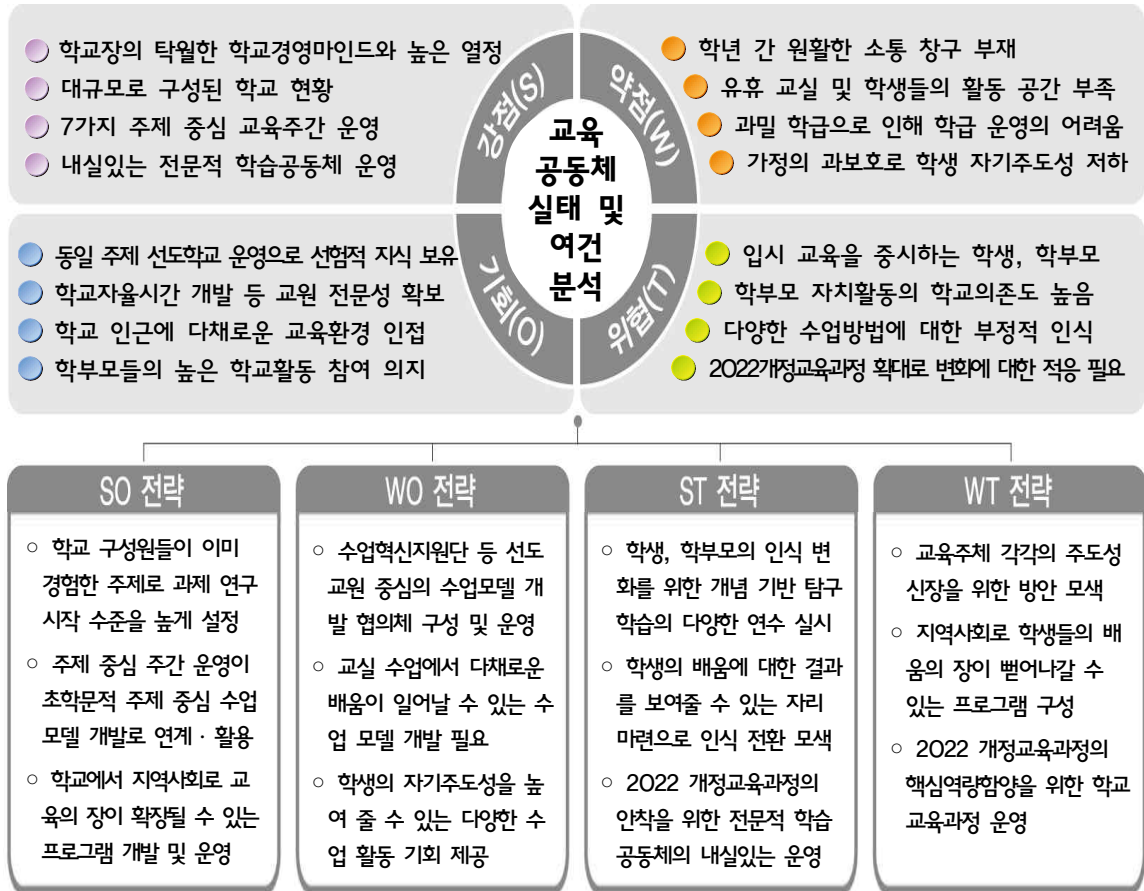 학교장의 탁월한 학교경영마인드와 높은 열정
대규모로 구성된 학교 현황
7가지 주제 중심 교육주간 운영
내실있는 전문적 학습공동체 운영
강점(S)
약점(W)
학년 간 원활한 소통 창구 부재
유휴 교실 및 학생들의 활동 공간 부족
과밀 학급으로 인해 학급 운영의 어려움
가정의 과보호로 학생 자기주도성 저하
교육
공동체
실태 및
여건
분석
동일 주제 선도학교 운영으로 선험적 지식 보유
학교자율시간 개발 등 교원 전문성 확보
학교 인근에 다채로운 교육환경 인접
학부모들의 높은 학교활동 참여 의지
기회(O)
위협(T)
입시 교육을 중시하는 학생, 학부모
학부모 자치활동의 학교의존도 높음
다양한 수업방법에 대한 부정적 인식
2022개정교육과정 확대로 변화에 대한 적응 필요
SO 전략
○ 학교 구성원들이 이미
경험한 주제로 과제 연구
시작 수준을 높게 설정
○ 주제 중심 주간 운영이
초학문적 주제 중심 수업
모델 개발로 연계 · 활용
○ 학교에서 지역사회로 교
육의 장이 확장될 수 있는
프로그램 개발 및 운영
WO 전략
○ 수업혁신지원단 등 선도
교원 중심의 수업모델 개
발 협의체 구성 및 운영
○ 교실 수업에서 다채로운
배움이 일어날 수 있는 수
업 모델 개발 필요
○ 학생의 자기주도성을 높
여 줄 수 있는 다양한 수
업 활동 기회 제공
ST 전략
○ 학생, 학부모의 인식 변
화를 위한 개념 기반 탐구
학습의 다양한 연수 실시
○ 학생의 배움에 대한 결과
를 보여줄 수 있는 자리
마련으로 인식 전환 모색
○ 2022 개정교육과정의
안착을 위한 전문적 학습
공동체의 내실있는 운영
WT 전략
○ 교육주체 각각의 주도성
신장을 위한 방안 모색
○ 지역사회로 학생들의 배
움의 장이 뻗어나갈 수
있는 프로그램 구성
○ 2022 개정교육과정의
핵심역량함양을 위한 학교
교육과정 운영